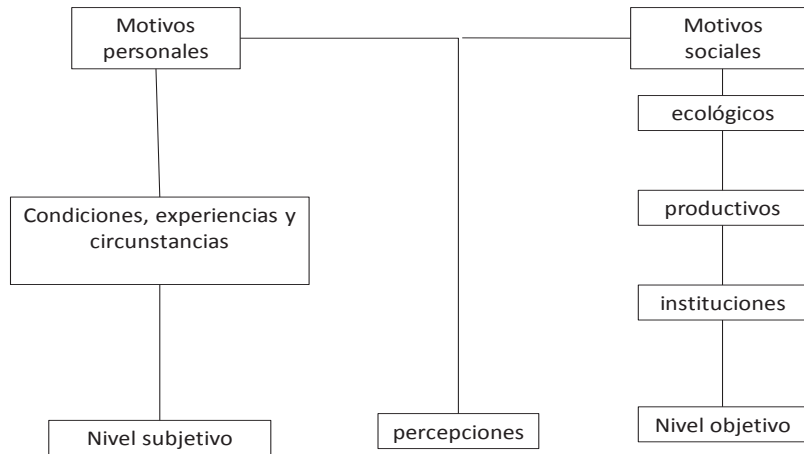 Motivos
personales
Motivos
sociales
ecológicos
Condiciones, experiencias y
circunstancias
productivos
instituciones
Nivel subjetivo
percepciones
Nivel objetivo